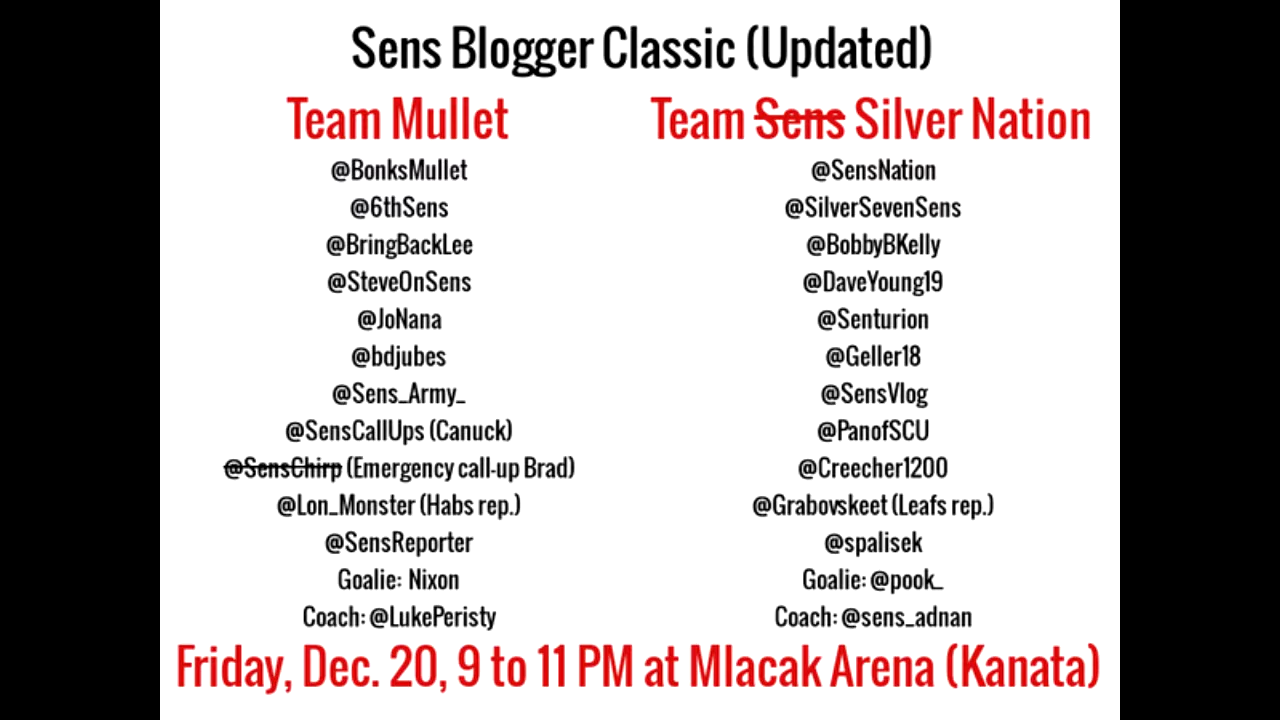 Sens Blogger Classic (Updated)
Team Mullet
@BonksMullet
@6thSens
@BringBackLee
@SteveOnSens
@JoNana
@bdjubes
@Sens_Army_
@SensCallUps (Canuck)
@SensChirp (Emergency call-up Brad)
@Lon_Monster (Habs rep.)
@SensReporter
Goalie: Nixon
Coach: @LukePeristy
Team Sens Silver Nation
@SensNation
@SilverSevenSens
@BobbyBKelly
@DaveYoung19
@Senturion
@Geller18
@SensVlog
@PanofSCU
@Creecher1200
@Grabovskeet (Leafs rep.)
@spalisek
Goalie: @pook_
Coach: @sens_adnan
Friday, Dec. 20, 9 to 11 PM at Mlacak Arena (Kanata)